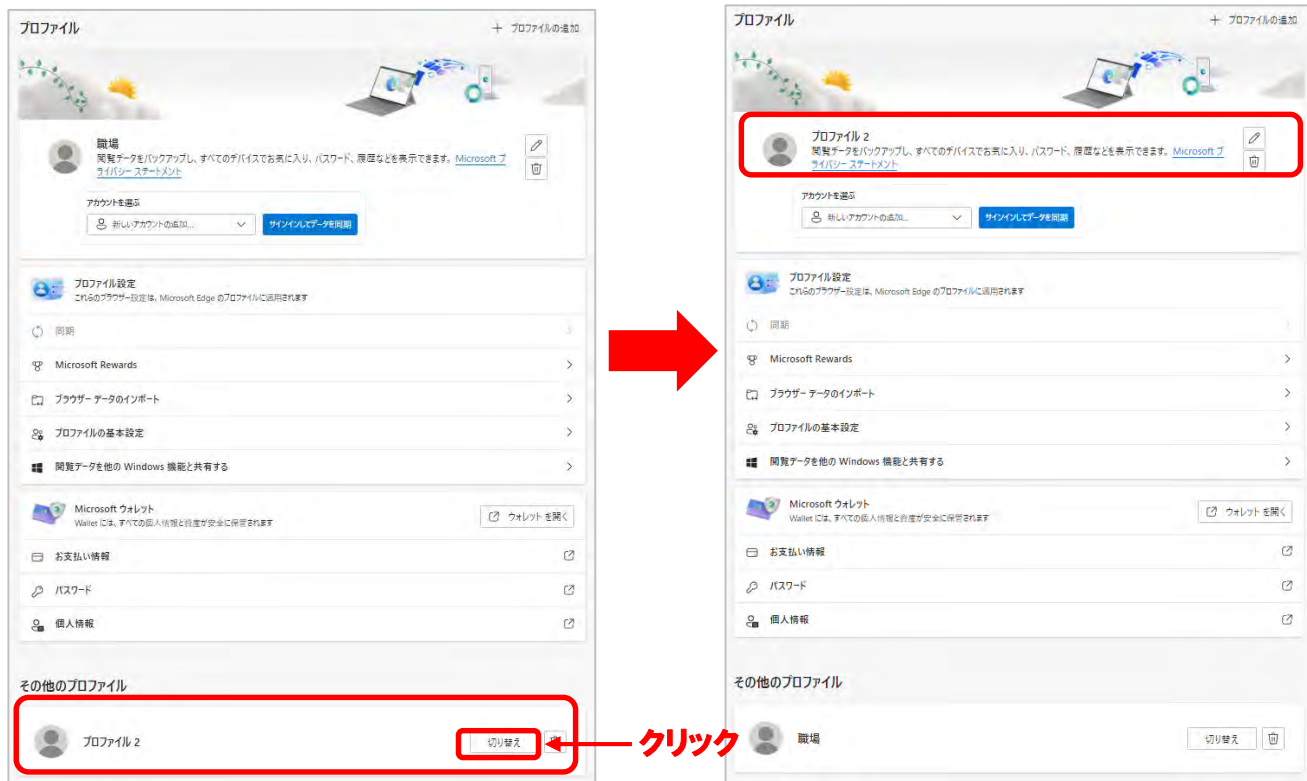 プロファイル
＋ プロファイルの追加
職場
閲覧データをバックアップし、すべてのデバイスでお気に入り、パスワード、履歴などを表示できます。 Microsoft プ
ライバシー ステートメント
アカウントを選ぶ
新しいアカウントの追加...
サインインしてデータを同期
プロファイル設定
これらのブラウザー設定は、Microsoft Edge のプロファイルに適用されます
同期
Microsoft Rewards
ブラウザー データのインポート
プロファイルの基本設定
閲覧データを他の Windows 機能と共有する
Microsoft ウォレット
Wallet には、すべての個人情報と資産が安全に保管されます
ウォレット を開く
お支払い情報
パスワード
個人情報
その他のプロファイル
プロファイル 2
切り替え
クリック
プロファイル
＋ プロファイルの追加
プロファイル 2
閲覧データをバックアップし、すべてのデバイスでお気に入り、パスワード、履歴などを表示できます。 Microsoft プ
ライバシー ステートメント
アカウントを選ぶ
新しいアカウントの追加...
サインインしてデータを同期
プロファイル設定
これらのブラウザー設定は、Microsoft Edge のプロファイルに適用されます
同期
Microsoft Rewards
ブラウザー データのインポート
プロファイルの基本設定
閲覧データを他の Windows 機能と共有する
Microsoft ウォレット
Wallet には、すべての個人情報と資産が安全に保管されます
ウォレット を開く
お支払い情報
パスワード
個人情報
その他のプロファイル
職場
切り替え